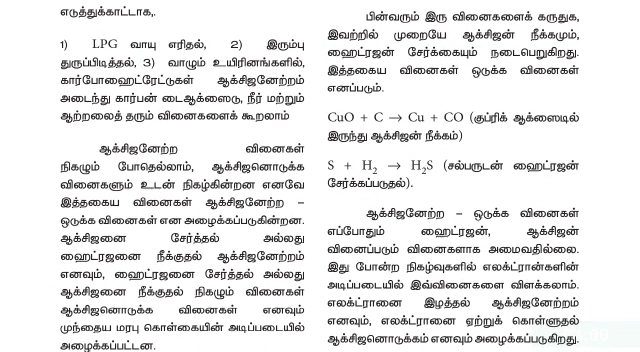 எடுத்துக்காட்டாக,.
1) LPG வாயு எரிதல், 2) இரும்பு
துருப்பிடித்தல், 3) வாழும் உயிரினங்களில்,
கார்போஹைட்ரேட்டுகள் ஆக்சிஜனேற்றம்
அடைந்து கார்பன் டைஆக்ஸைடு, நீர் மற்றும்
ஆற்றலைத் தரும் வினைகளைக் கூறலாம்
ஆக்சிஜனேற்ற வினைகள்
நிகழும் போதெல்லாம், ஆக்சிஜனொடுக்க
வினைகளும் உடன் நிகழ்கின்றன எனவே
இத்தகைய வினைகள் ஆக்சிஜனேற்ற –
ஒடுக்க வினைகள் என அழைக்கப்படுகின்றன.
ஆக்சிஜனை சேர்த்தல் அல்லது
ஹைட்ரஜனை நீக்குதல் ஆக்சிஜனேற்றம்
எனவும், ஹைட்ரஜனை சேர்த்தல் அல்லது
ஆக்சிஜனை நீக்குதல் நிகழும் வினைகள்
ஆக்சிஜனொடுக்க வினைகள் எனவும்
முந்தைய மரபு கொள்கையின் அடிப்படையில்
அழைக்கப்பட்டன.
பின்வரும் இரு வினைகளைக் கருதுக,
இவற்றில் முறையே ஆக்சிஜன் நீக்கமும்,
ஹைட்ரஜன் சேர்க்கையும் நடைபெறுகிறது.
இத்தகைய வினைகள் ஒடுக்க வினைகள்
எனப்படும்.
CuO + C → Cu + CO (குப்ரிக் ஆக்ஸைடில்
இருந்து ஆக்சிஜன் நீக்கம்)
S + H₂ → H₂S (சல்பருடன் ஹைட்ரஜன்
சேர்க்கப்படுதல்).
ஆக்சிஜனேற்ற – ஒடுக்க வினைகள்
எப்போதும் ஹைட்ரஜன், ஆக்சிஜன்
வினைப்படும் வினைகளாக அமைவதில்லை.
இது போன்ற நிகழ்வுகளில் எலக்ட்ரான்களின்
அடிப்படையில் இவ்வினைகளை விளக்கலாம்.
எலக்ட்ரானை இழத்தல் ஆக்சிஜனேற்றம்
எனவும், எலக்ட்ரானை ஏற்றுக் கொள்ளுதல்
ஆக்சிஜனொடுக்கம் எனவும் அழைக்கப்படுகிறது.